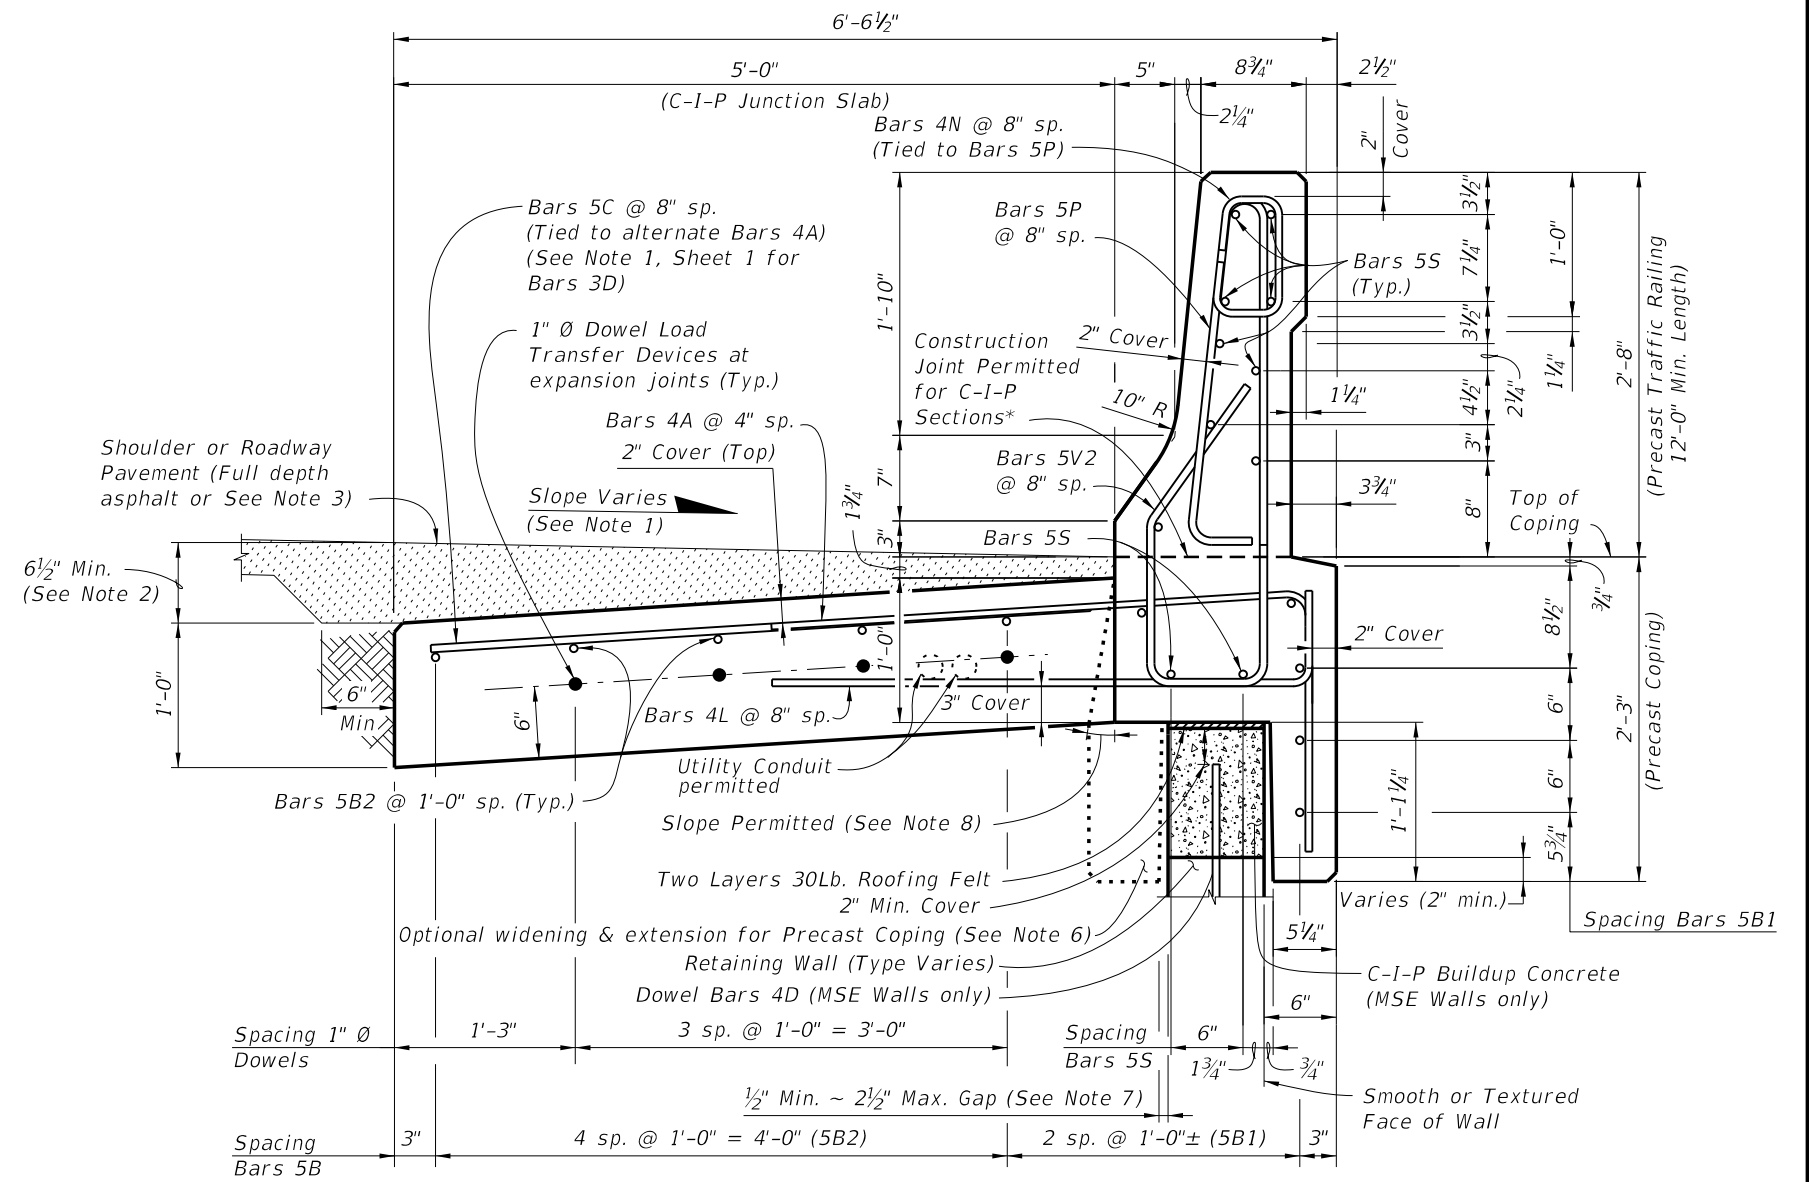 6'-6½"
5'-0"
5"
8¾"
2½"
(C-I-P Junction Slab)
2¼"
2"
Cover
Bars 4N @ 8" sp.
(Tied to Bars 5P)
Bars 5C @ 8" sp.
(Tied to alternate Bars 4A)
(See Note 1, Sheet 1 for
Bars 3D)
Bars 5P
@ 8" sp.
Bars 5S
(Typ.)
3½"
7¼"
3½"
4½"
3"
8"
2¼"
1'-0"
1¼"
2'-8"
(Precast Traffic Railing
12'-0" Min. Length)
1'-10"
7"
3"
1¾"
1'-0"
1" Ø Dowel Load
Transfer Devices at
expansion joints (Typ.)
Construction
Joint Permitted
for C-I-P
Sections*
2" Cover
10" R
1¼"
Bars 4A @ 4" sp.
2" Cover (Top)
Shoulder or Roadway
Pavement (Full depth
asphalt or See Note 3)
Slope Varies
(See Note 1)
Bars 5V2
@ 8" sp.
3¾"
Top of
Coping
Bars 5S
6½" Min.
(See Note 2)
1'-0"
6"
Min
6"
2" Cover
¾"
8½"
6"
6"
5¾"
2'-3"
(Precast Coping)
Bars 4L @ 8" sp.
3" Cover
Utility Conduit
permitted
Bars 5B2 @ 1'-0" sp. (Typ.)
1'-1¼"
Slope Permitted (See Note 8)
Two Layers 30Lb. Roofing Felt
2" Min. Cover
Varies (2" min.)
Spacing Bars 5B1
Optional widening & extension for Precast Coping (See Note 6)
5¼"
Retaining Wall (Type Varies)
C-I-P Buildup Concrete
(MSE Walls only)
Dowel Bars 4D (MSE Walls only)
6"
Spacing 1" Ø
Dowels
1'-3"
3 sp. @ 1'-0" = 3'-0"
Spacing
Bars 5S
6"
1¾"
¾"
½" Min. ~ 2½" Max. Gap (See Note 7)
Smooth or Textured
Face of Wall
Spacing
Bars 5B
3"
4 sp. @ 1'-0" = 4'-0" (5B2)
2 sp. @ 1'-0"± (5B1)
3"